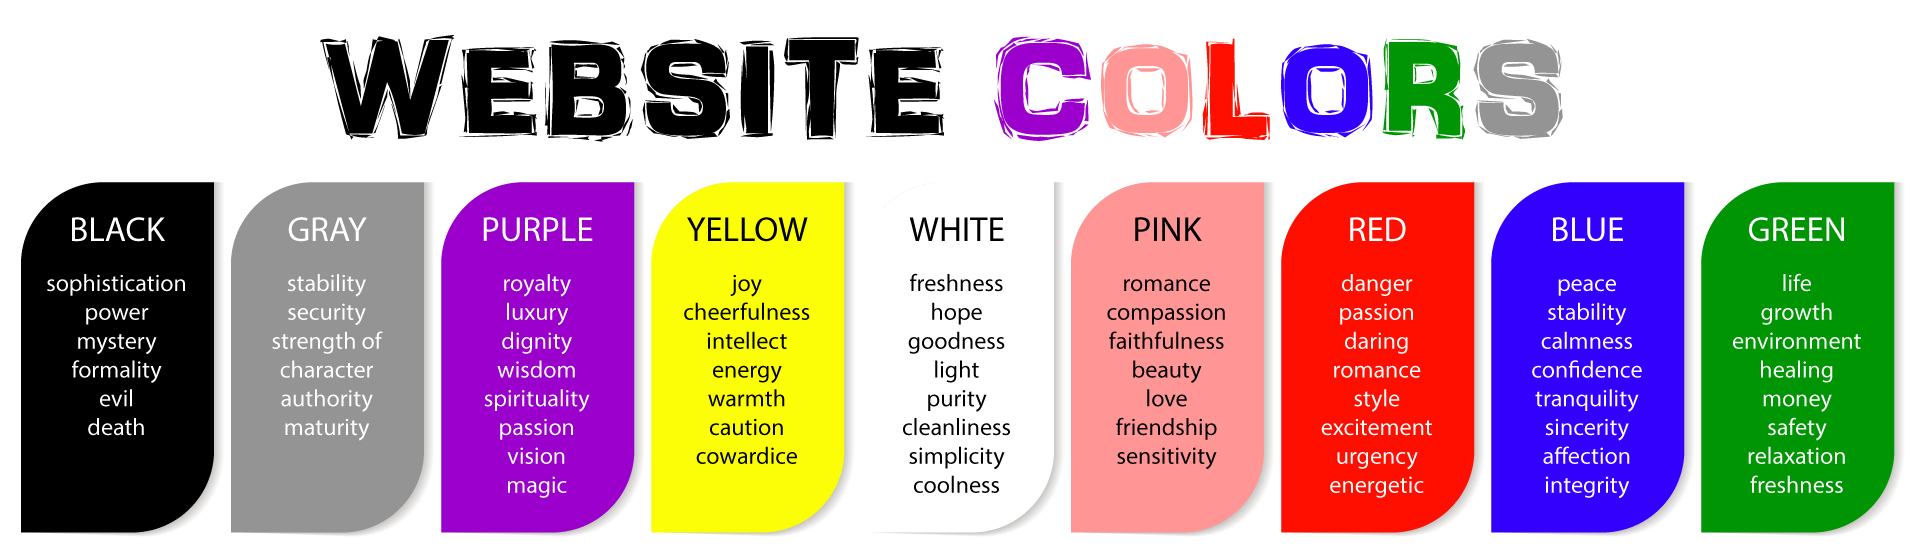 WEBSITE COLORS
BLACK
sophistication
power
mystery
formality
evil
death
GRAY
stability
security
strength of
character
authority
maturity
PURPLE
royalty
luxury
dignity
wisdom
spirituality
passion
vision
magic
YELLOW
joy
cheerfulness
intellect
energy
warmth
caution
cowardice
WHITE
freshness
hope
goodness
light
purity
cleanliness
simplicity
coolness
PINK
romance
compassion
faithfulness
beauty
love
friendship
sensitivity
RED
danger
passion
daring
romance
style
excitement
urgency
energetic
BLUE
peace
stability
calmness
confidence
tranquility
sincerity
affection
integrity
GREEN
life
growth
environment
healing
money
safety
relaxation
freshness